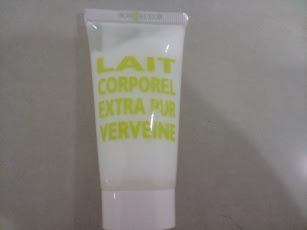 LAIT
CORPOREL
EXTRA PUR
VERVEINE